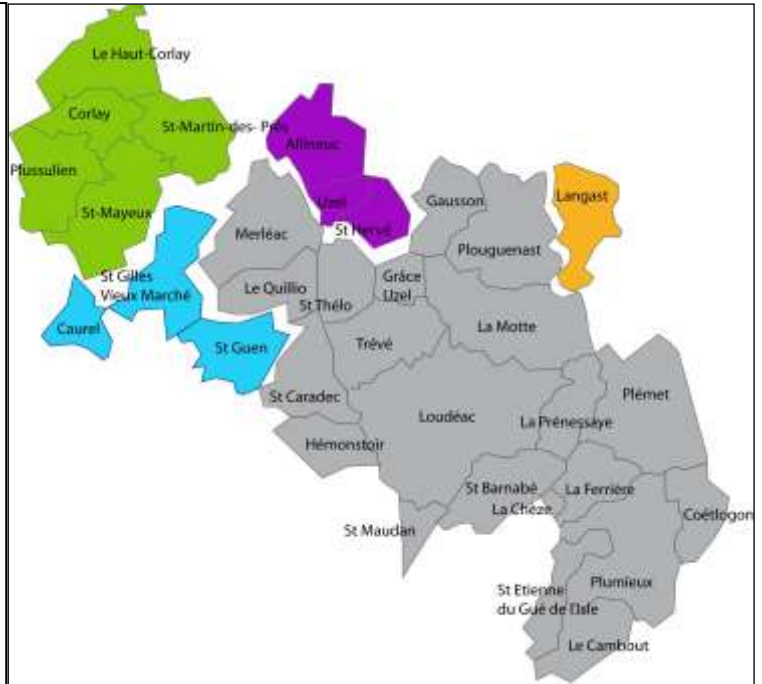 Le Haut-Corlay
Corlay
St-Martin-des- Prés
Plussulien
St-Mayeux
Allineuc
Uzel
St Hervé
Merléac
Gausson
Langast
Plouguenast
St Gilles
Vieux Marché
Le Quillio
St Thélo
Grâce
Uzel
Caurel
St Guen
Trévé
La Motte
St Caradec
Loudéac
La Prénessaye
Plémet
Hémonstoir
St Barnabé
La Chèze
La Ferrière
Coëtlogon
St Maudan
St Etienne
du Gué de l'Isle
Plumieux
Le Cambout